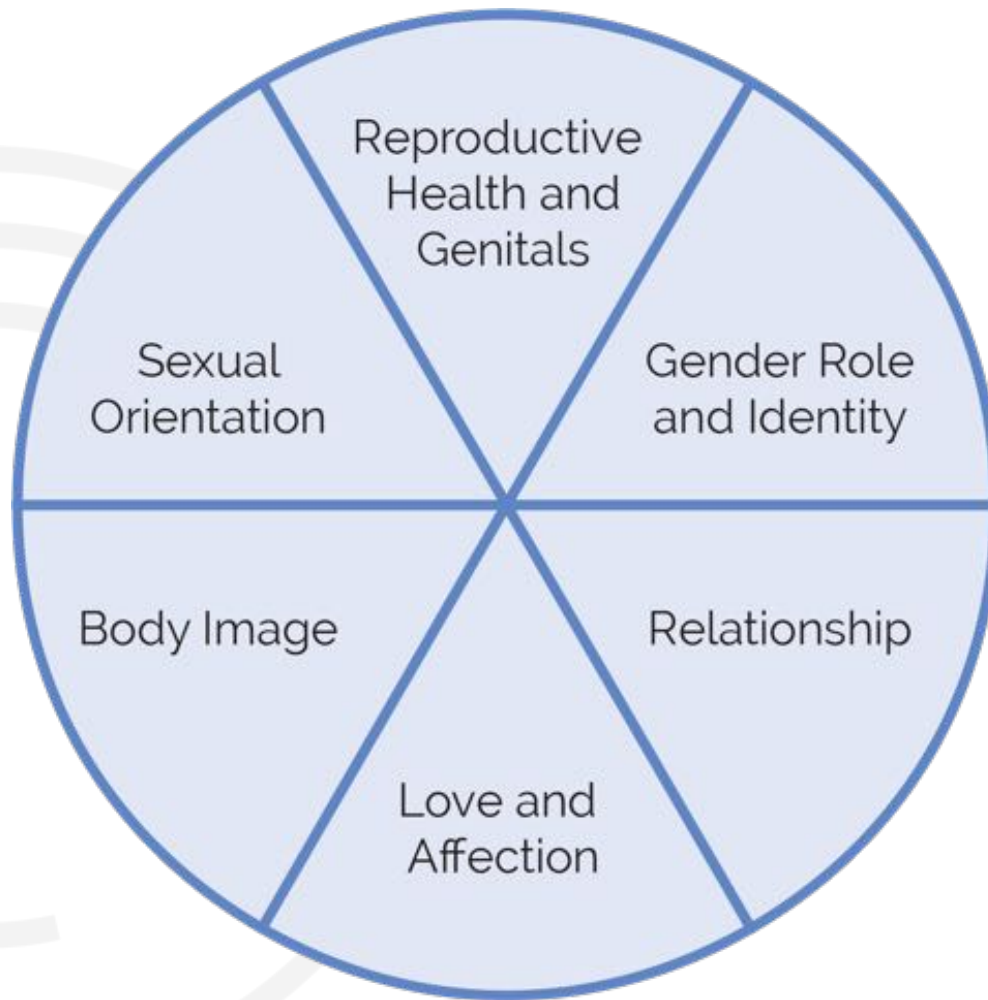 Reproductive
Health and
Genitals
Gender Role
and Identity
Relationship
Love and
Affection
Body Image
Sexual
Orientation